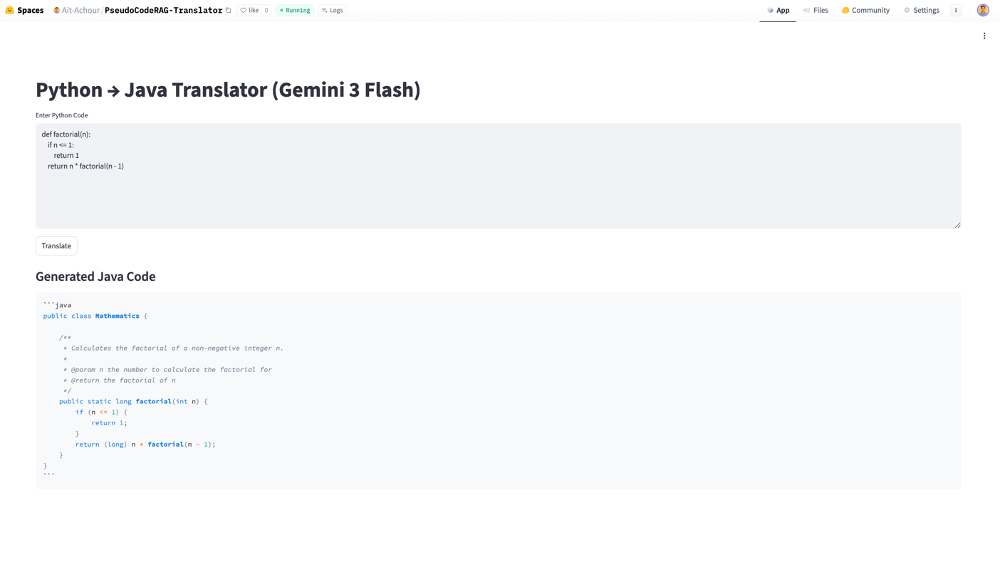 Spaces Ait-Achour/PseudoCodeRAG-Translator like 0 Running Logs App Files Community Settings
Python → Java Translator (Gemini 3 Flash)
Enter Python Code
def factorial(n):
    if n <= 1:
        return 1
    return n * factorial(n - 1)
Translate
Generated Java Code
```java
public class Mathematics {

    /**
     * Calculates the factorial of a non-negative integer n.
     *
     * @param n the number to calculate the factorial for
     * @return the factorial of n
     */
    public static long factorial(int n) {
        if (n <= 1) {
            return 1;
        }
        return (long) n * factorial(n - 1);
    }
}
```